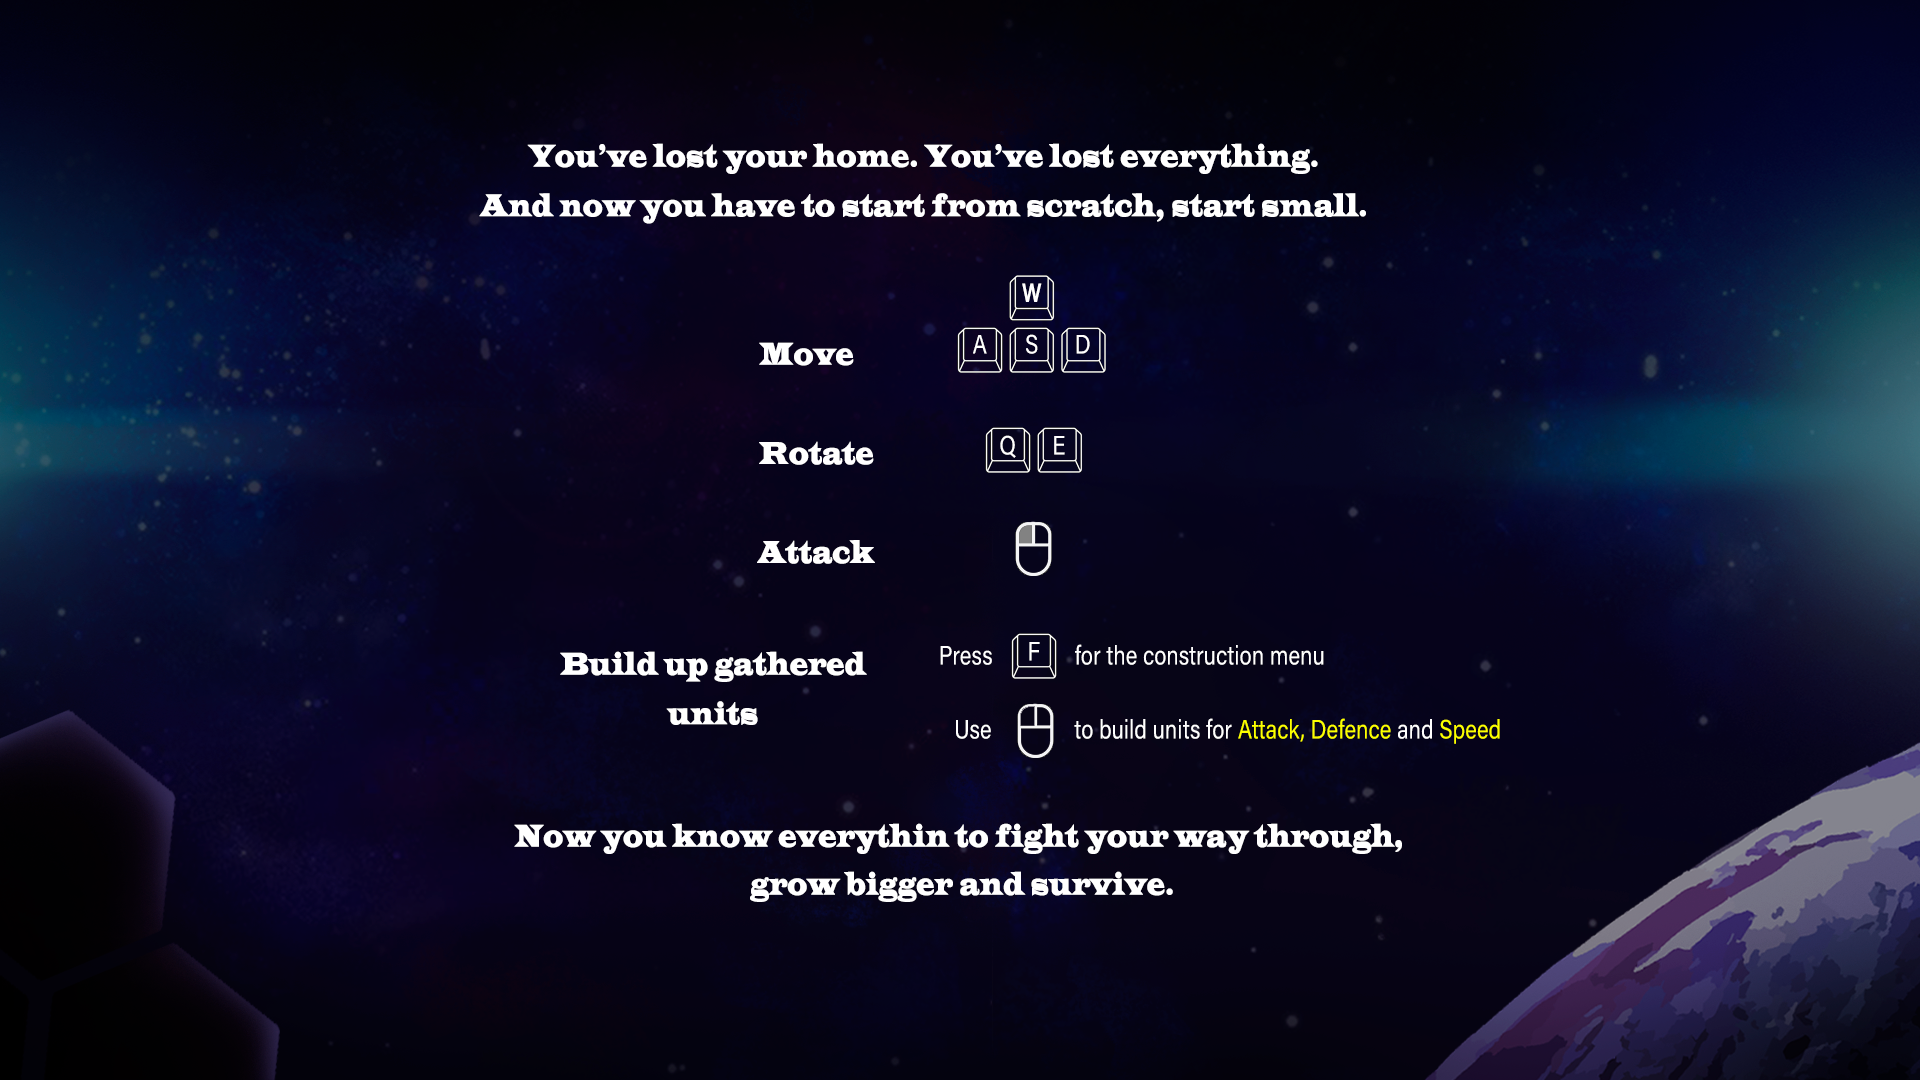 You've lost your home. You've lost everything.
And now you have to start from scratch, start small.
W
Move A S D
Rotate Q E
Attack
Build up gathered
units
Press F for the construction menu
Use to build units for Attack, Defence and Speed
Now you know everythin to fight your way through,
grow bigger and survive.